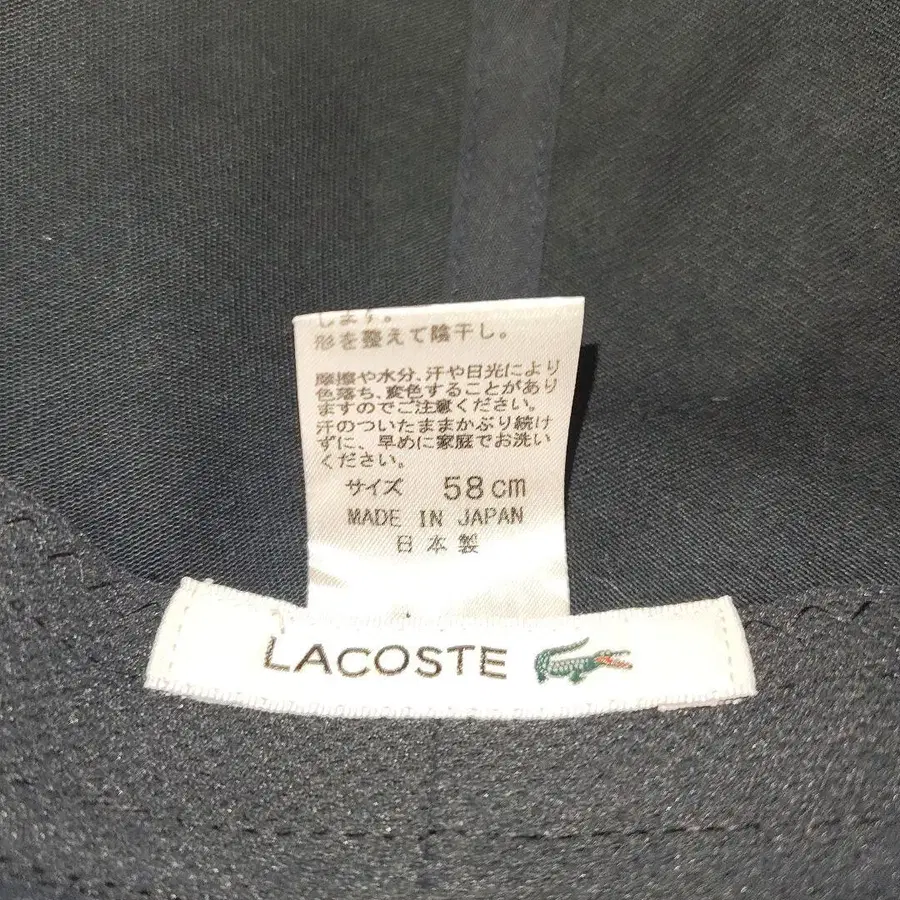 します。
形を整えて陰干し。
摩擦や水分、汗や日光により
色落ち、変色することがあり
ますのでご注意ください。
汗のついたままかぶり続け
ずに、早めに家庭でお洗い
ください。
サイズ 58cm
MADE IN JAPAN
日本製
LACOSTE